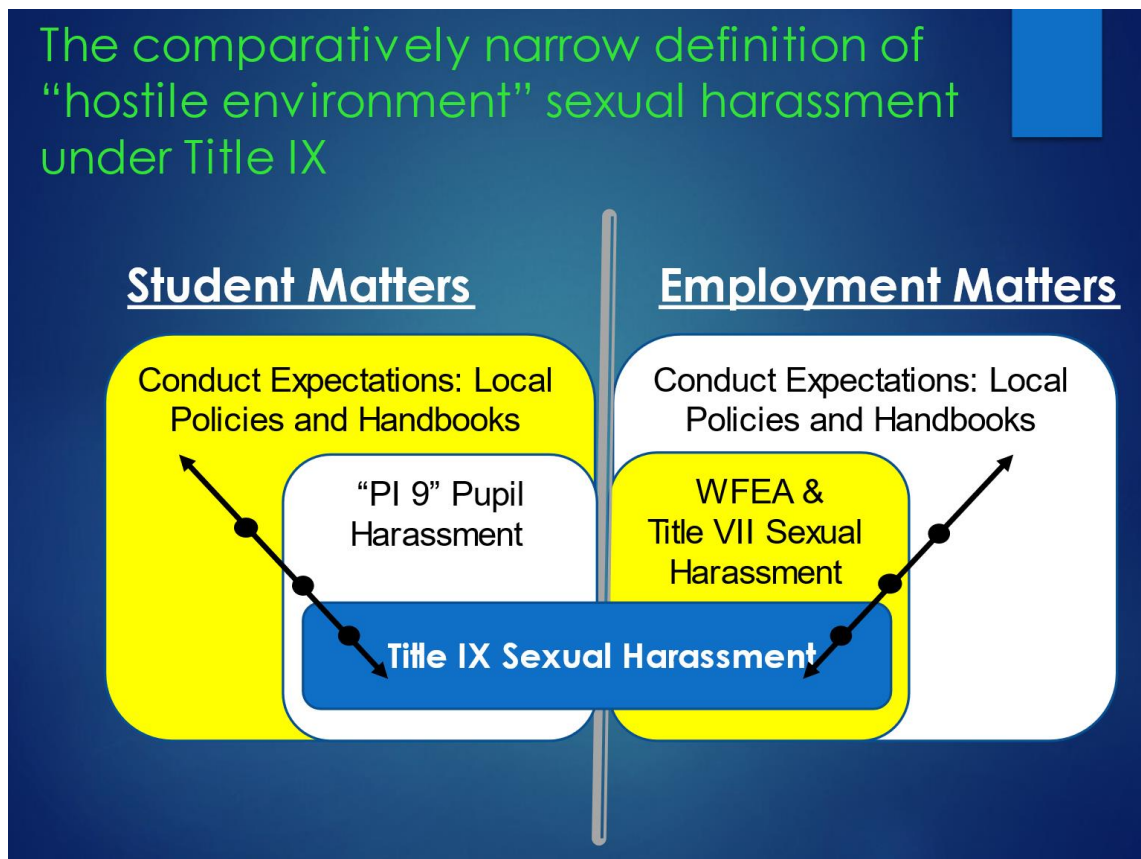 The comparatively narrow definition of
“hostile environment” sexual harassment
under Title IX
Student Matters
Employment Matters
Conduct Expectations: Local
Policies and Handbooks
Conduct Expectations: Local
Policies and Handbooks
“PI 9” Pupil
Harassment
WFEA &
Title VII Sexual
Harassment
Title IX Sexual Harassment